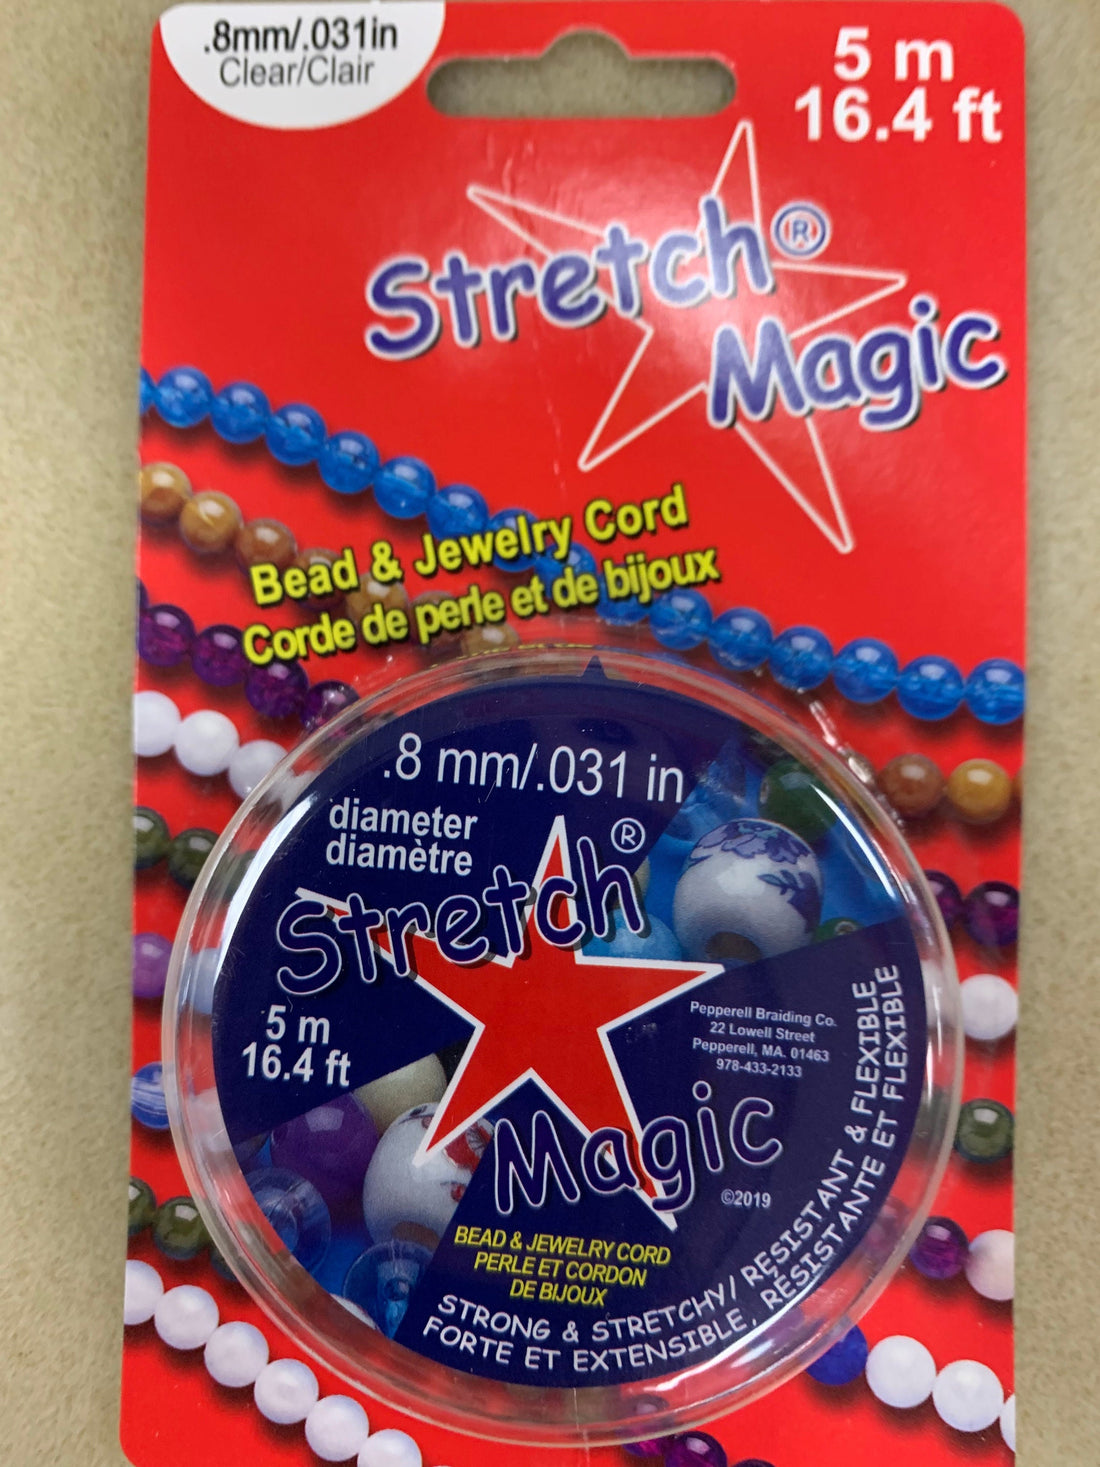 .8mm/.031in
Clear/Clair
5 m
16.4 ft
Stretch®
Magic
Bead & Jewelry Cord
Corde de perle et de bijoux
.8 mm/.031 in
diameter
diamètre
Stretch®
5 m
16.4 ft
Pepperell Braiding Co.
22 Lowell Street
Pepperell, MA. 01463
978-433-2133
Magic
©2019
BEAD & JEWELRY CORD
PERLE ET CORDON
DE BIJOUX
STRONG & STRETCHY/ RESISTANT & FLEXIBLE
FORTE ET EXTENSIBLE, RÉSISTANTE ET FLEXIBLE